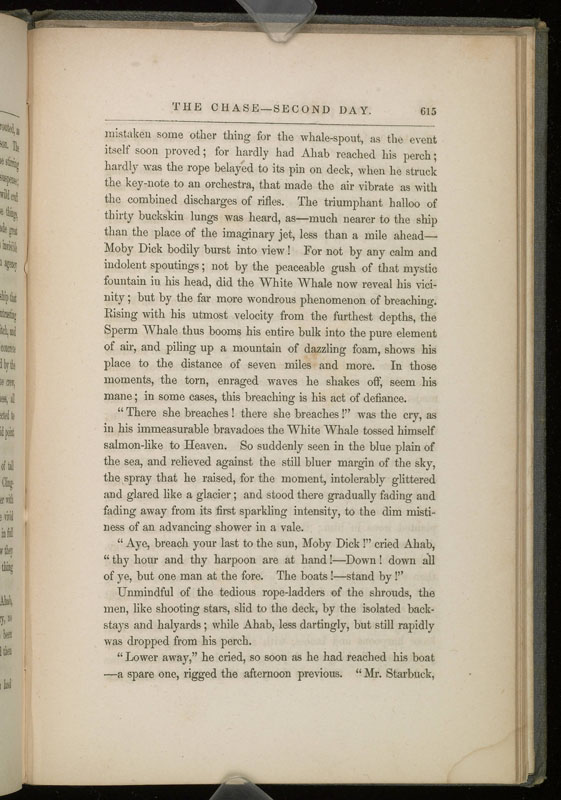 THE CHASE—SECOND DAY. 615
mistaken some other thing for the whale-spout, as the event
itself soon proved; for hardly had Ahab reached his perch;
hardly was the rope belayed to its pin on deck, when he struck
the key-note to an orchestra, that made the air vibrate as with
the combined discharges of rifles. The triumphant halloo of
thirty buckskin lungs was heard, as—much nearer to the ship
than the place of the imaginary jet, less than a mile ahead—
Moby Dick bodily burst into view! For not by any calm and
indolent spoutings; not by the peaceable gush of that mystic
fountain in his head, did the White Whale now reveal his vici-
nity; but by the far more wondrous phenomenon of breaching.
Rising with his utmost velocity from the furthest depths, the
Sperm Whale thus booms his entire bulk into the pure element
of air, and piling up a mountain of dazzling foam, shows his
place to the distance of seven miles and more. In those
moments, the torn, enraged waves he shakes off, seem his
mane; in some cases, this breaching is his act of defiance.
"There she breaches! there she breaches!" was the cry, as
in his immeasurable bravadoes the White Whale tossed himself
salmon-like to Heaven. So suddenly seen in the blue plain of
the sea, and relieved against the still bluer margin of the sky,
the spray that he raised, for the moment, intolerably glittered
and glared like a glacier; and stood there gradually fading and
fading away from its first sparkling intensity, to the dim misti-
ness of an advancing shower in a vale.
"Aye, breach your last to the sun, Moby Dick!" cried Ahab,
"thy hour and thy harpoon are at hand!—Down! down all
of ye, but one man at the fore. The boats!—stand by!"
Unmindful of the tedious rope-ladders of the shrouds, the
men, like shooting stars, slid to the deck, by the isolated back-
stays and halyards; while Ahab, less dartingly, but still rapidly
was dropped from his perch.
"Lower away," he cried, so soon as he had reached his boat
—a spare one, rigged the afternoon previous. "Mr. Starbuck,